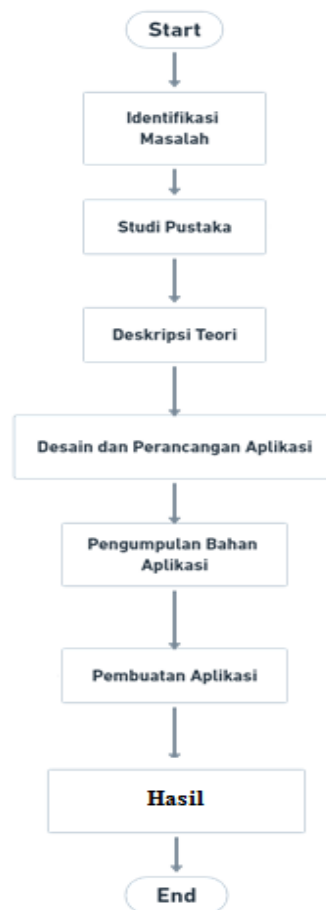 Start
Identifikasi
Masalah
Studi Pustaka
Deskripsi Teori
Desain dan Perancangan Aplikasi
Pengumpulan Bahan
Aplikasi
Pembuatan Aplikasi
Hasil
End